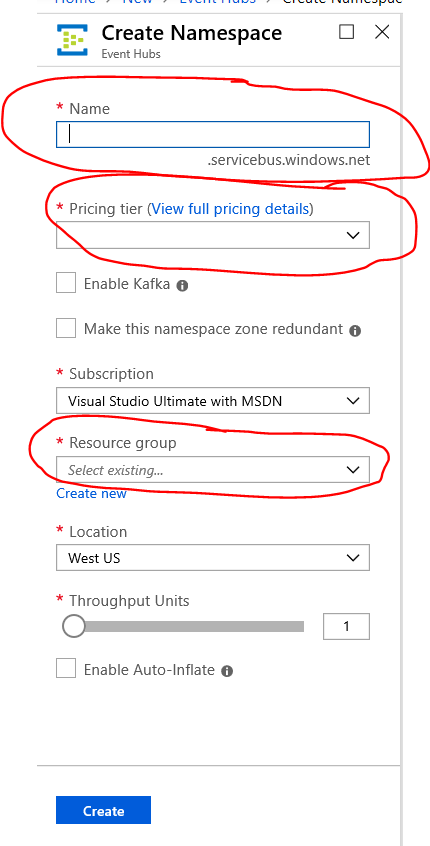 Home > New > Event Hubs > Create Namespace
Create Namespace
Event Hubs
* Name
.servicebus.windows.net
* Pricing tier (View full pricing details)
Enable Kafka
Make this namespace zone redundant
* Subscription
Visual Studio Ultimate with MSDN
* Resource group
Select existing...
Create new
* Location
West US
* Throughput Units
1
Enable Auto-Inflate
Create